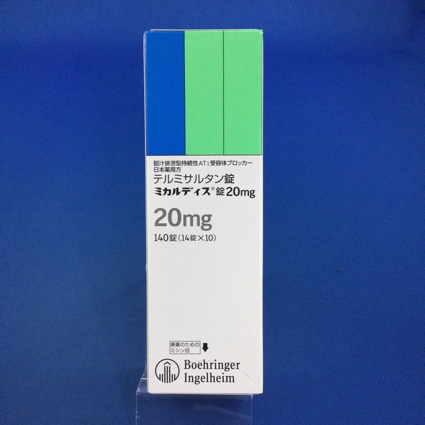 胆汁排泄型持続性AT₁受容体ブロッカー
日本薬局方
テルミサルタン錠
ミカルディス®錠20mg
20mg
140錠(14錠×10)
廃棄のための
ミシン目
Boehringer
Ingelheim